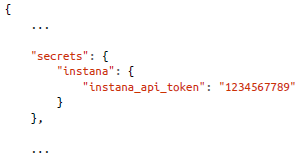 {
    ...
    "secrets": {
        "instana": {
            "instana_api_token": "1234567789"
        }
    },
    ...